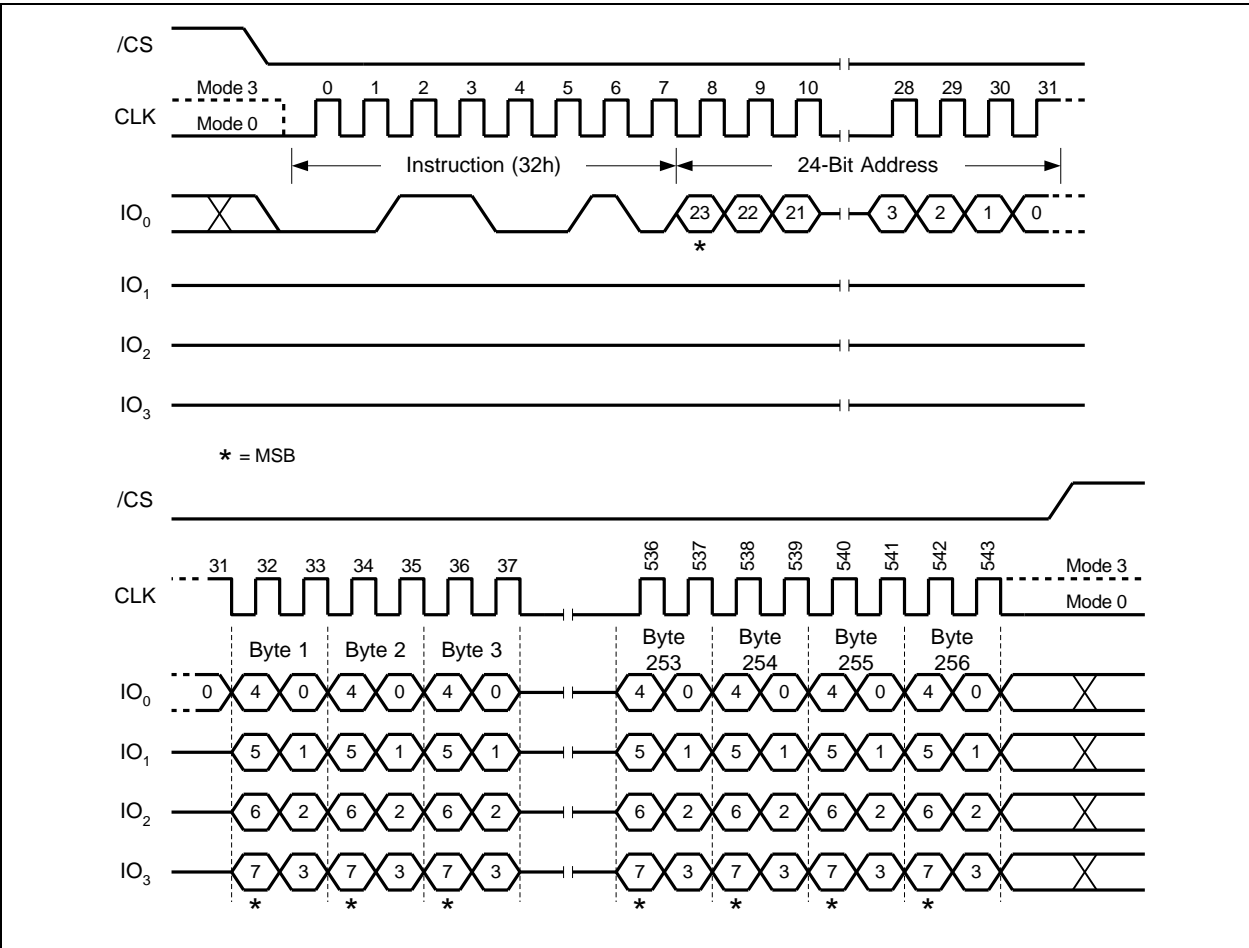 /CS
Mode 3 0 1 2 3 4 5 6 7 8 9 10 28 29 30 31
CLK
Mode 0
Instruction (32h) 24-Bit Address
IO0 23 22 21 3 2 1 0
*
IO1
IO2
IO3
* = MSB
/CS
31 32 33 34 35 36 37 536 537 538 539 540 541 542 543 Mode 3
CLK
Mode 0
Byte 1 Byte 2 Byte 3 Byte 253 Byte 254 Byte 255 Byte 256
IO0 0 4 0 4 0 4 0 4 0 4 0 4 0 4 0
IO1 5 1 5 1 5 1 5 1 5 1 5 1 5 1
IO2 6 2 6 2 6 2 6 2 6 2 6 2 6 2
IO3 7 3 7 3 7 3 7 3 7 3 7 3 7 3
* * * * * * *